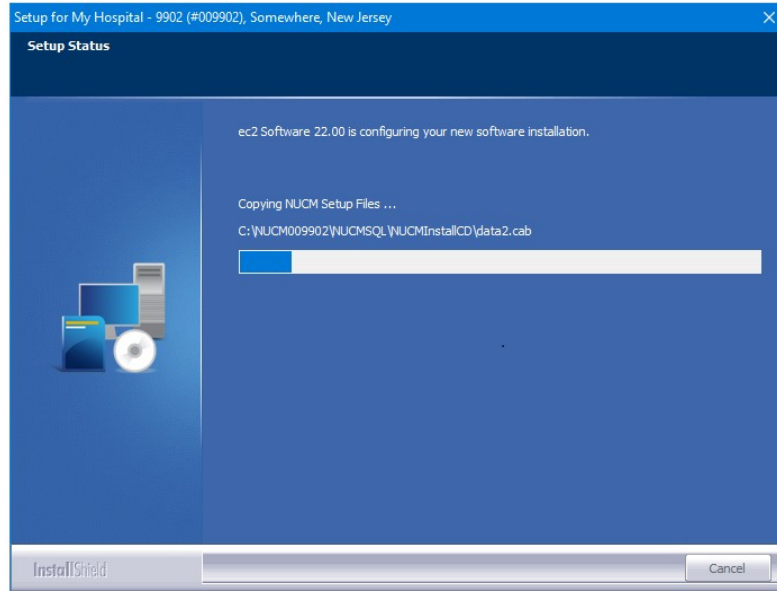 Setup for My Hospital - 9902 (#009902), Somewhere, New Jersey
Setup Status
ec2 Software 22.00 is configuring your new software installation.
Copying NUCM Setup Files ...
C:\NUCM009902\NUCMSQL\NUCMInstallCD\data2.cab
InstallShield
Cancel